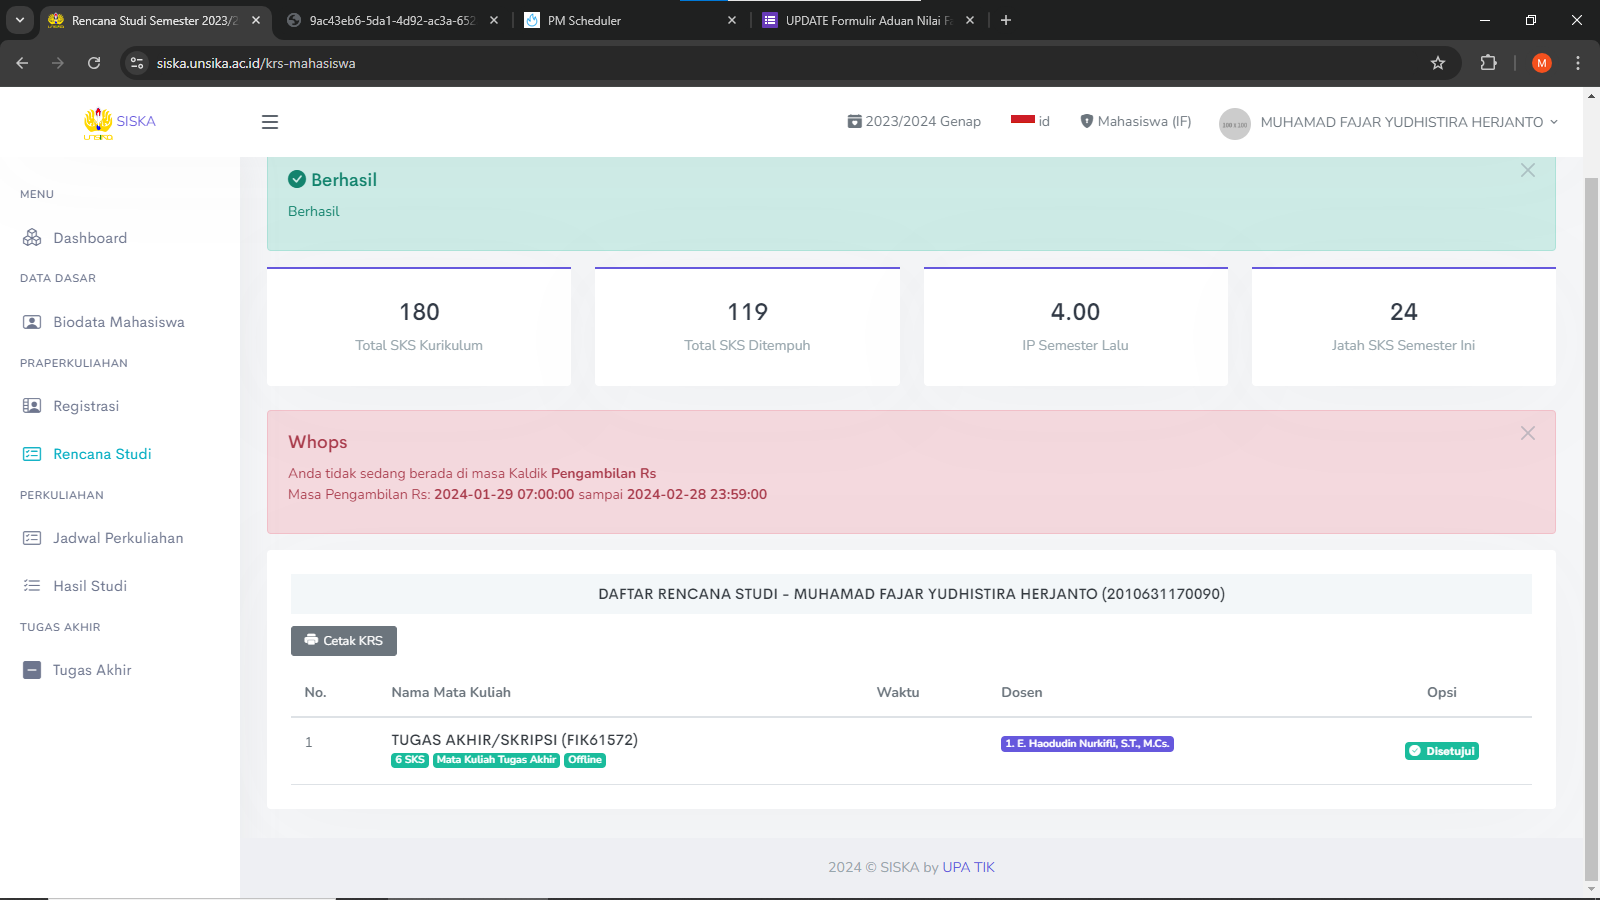 Rencana Studi Semester 2023/2
9ac43eb6-5da1-4d92-ac3a-652
PM Scheduler
UPDATE Formulir Aduan Nilai F
siska.unsika.ac.id/krs-mahasiswa
M
UNSIKA
SISKA
2023/2024 Genap
id
Mahasiswa (IF)
100 x 100
MUHAMAD FAJAR YUDHISTIRA HERJANTO
MENU
Dashboard
DATA DASAR
Biodata Mahasiswa
PRAPERKULIAHAN
Registrasi
Rencana Studi
PERKULIAHAN
Jadwal Perkuliahan
Hasil Studi
TUGAS AKHIR
Tugas Akhir
Berhasil
Berhasil
180
Total SKS Kurikulum
119
Total SKS Ditempuh
4.00
IP Semester Lalu
24
Jatah SKS Semester Ini
Whops
Anda tidak sedang berada di masa Kaldik Pengambilan Rs
Masa Pengambilan Rs: 2024-01-29 07:00:00 sampai 2024-02-28 23:59:00
DAFTAR RENCANA STUDI - MUHAMAD FAJAR YUDHISTIRA HERJANTO (2010631170090)
Cetak KRS
No. Nama Mata Kuliah Waktu Dosen Opsi
1 TUGAS AKHIR/SKRIPSI (FIK61572)
6 SKS Mata Kuliah Tugas Akhir Offline
1. E. Haodudin Nurkifli, S.T., M.Cs.
Disetujui
2024 © SISKA by UPA TIK